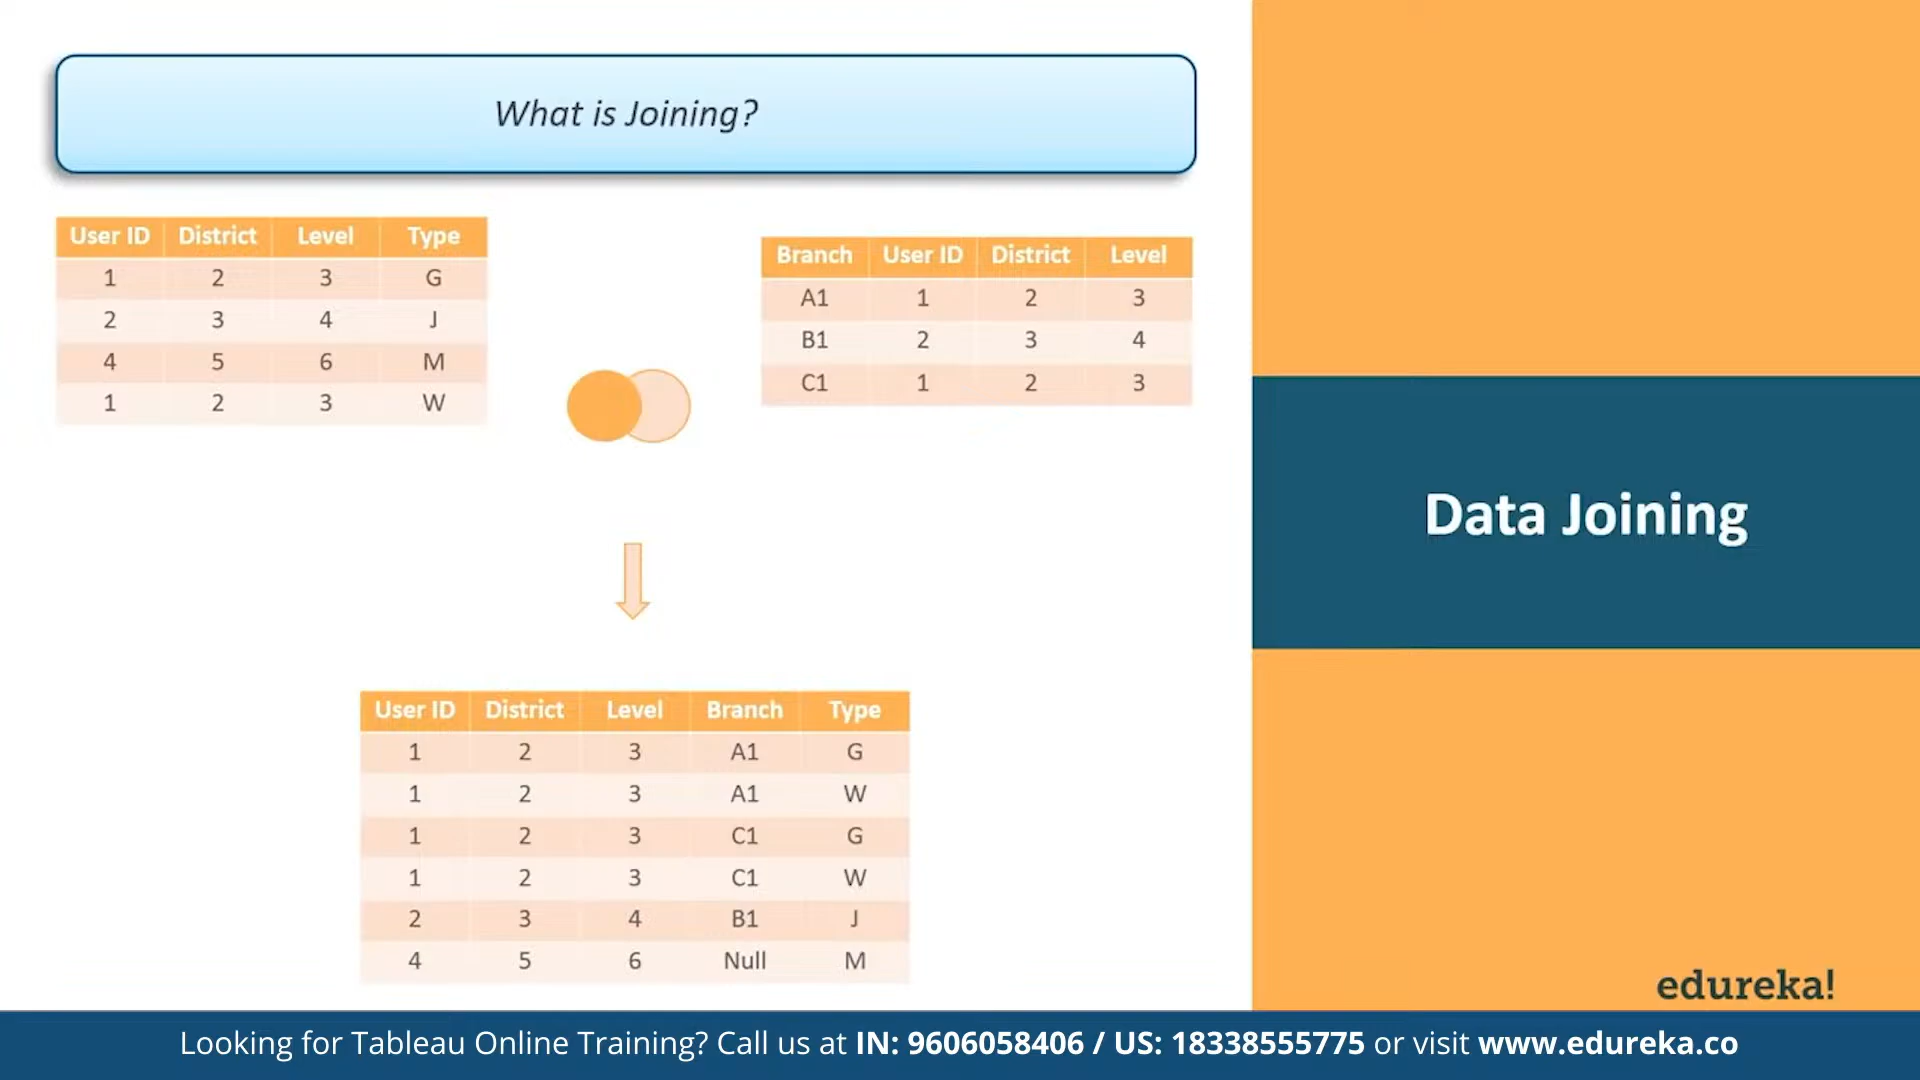 What is Joining?
User ID District Level Type
1 2 3 G
2 3 4 J
4 5 6 M
1 2 3 W
Branch User ID District Level
A1 1 2 3
B1 2 3 4
C1 1 2 3
User ID District Level Branch Type
1 2 3 A1 G
1 2 3 A1 W
1 2 3 C1 G
1 2 3 C1 W
2 3 4 B1 J
4 5 6 Null M
Data Joining
edureka!
Looking for Tableau Online Training? Call us at IN: 9606058406 / US: 18338555775 or visit www.edureka.co